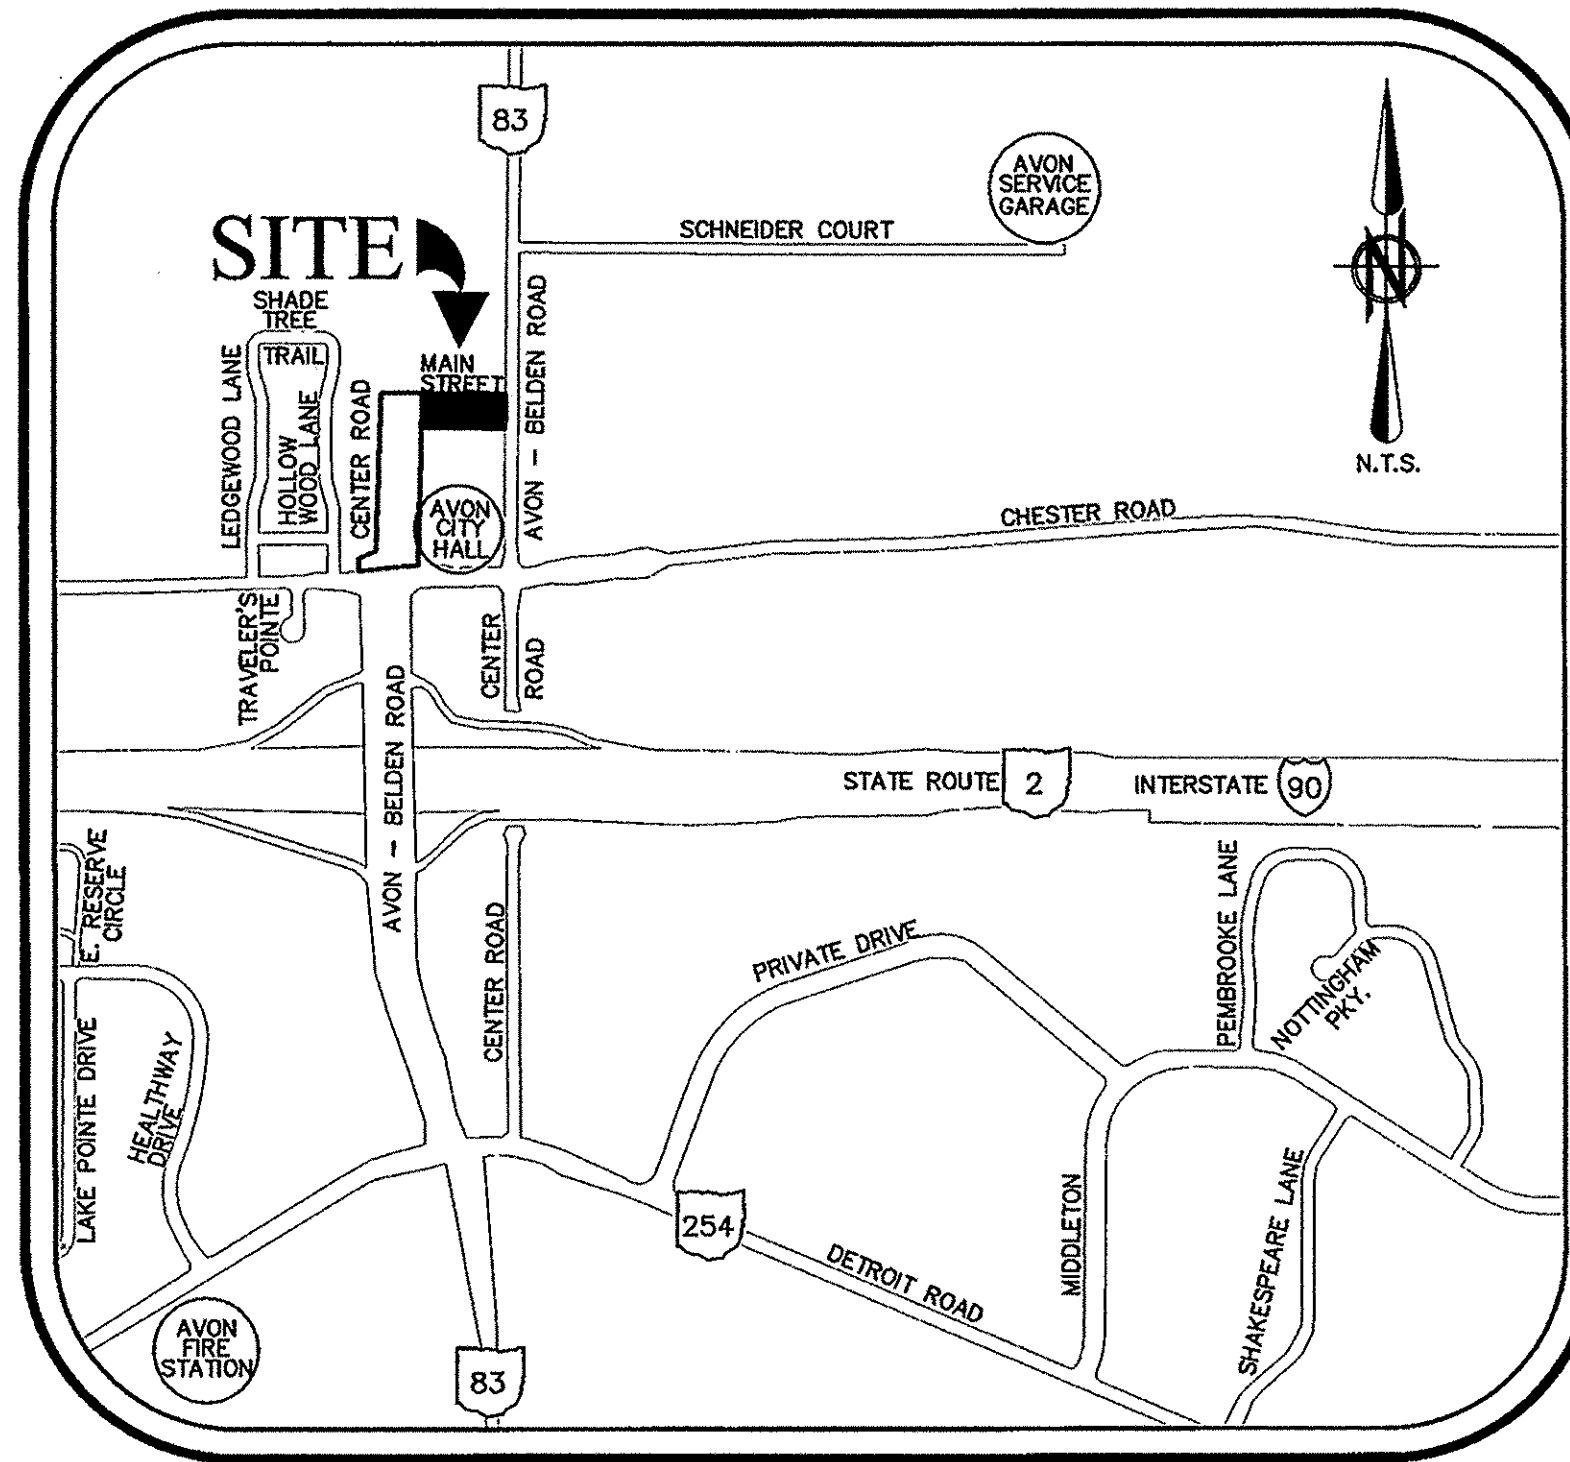 83
AVON
SERVICE
GARAGE
SCHNEIDER COURT
SITE
SHADE
TREE
TRAIL
MAIN
STREET
LEDGEWOOD LANE
HOLLOW
WOOD LANE
CENTER ROAD
AVON - BELDEN ROAD
N
N.T.S.
AVON
CITY
HALL
CHESTER ROAD
TRAVELER'S
POINTE
CENTER
ROAD
AVON - BELDEN ROAD
STATE ROUTE
2
INTERSTATE
90
E. RESERVE
CIRCLE
CENTER ROAD
PRIVATE DRIVE
PEMBROOKE LANE
NOTTINGHAM
PKY.
LAKE POINTE DRIVE
HEALTHWAY
DRIVE
254
DETROIT ROAD
MIDDLETON
SHAKESPEARE LANE
AVON
FIRE
STATION
83